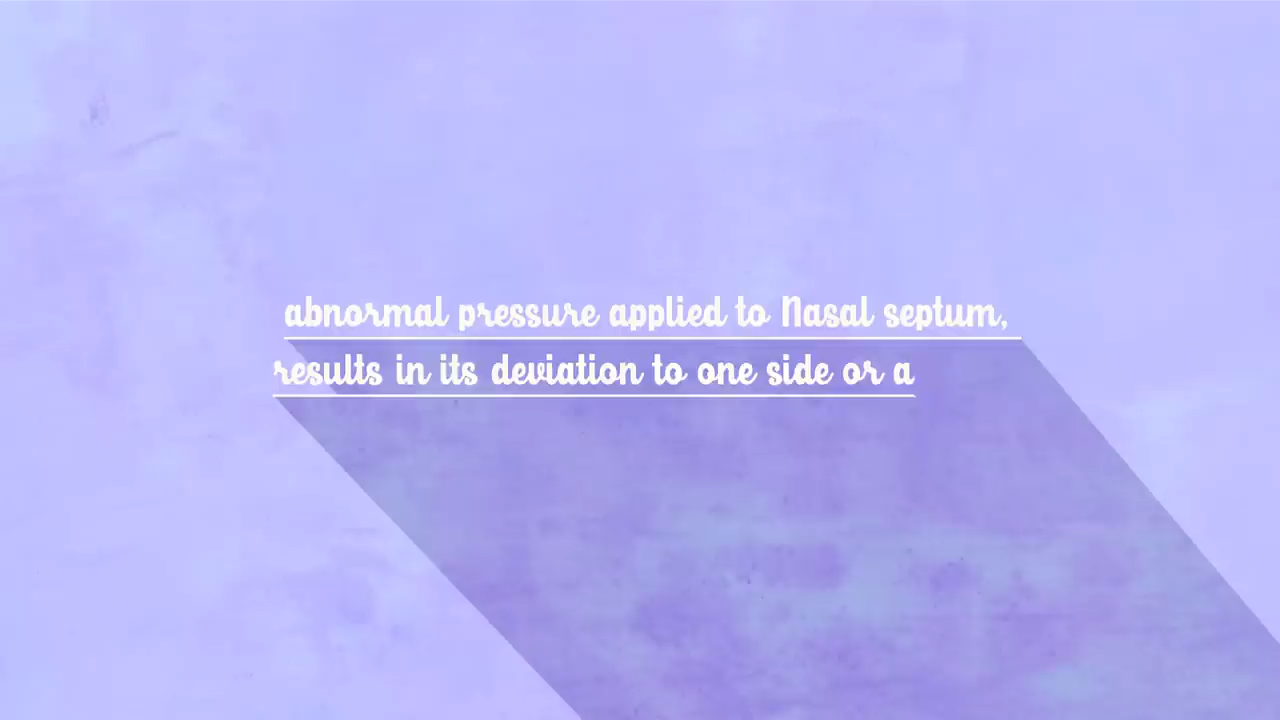 abnormal pressure applied to Nasal septum,
results in its deviation to one side or a